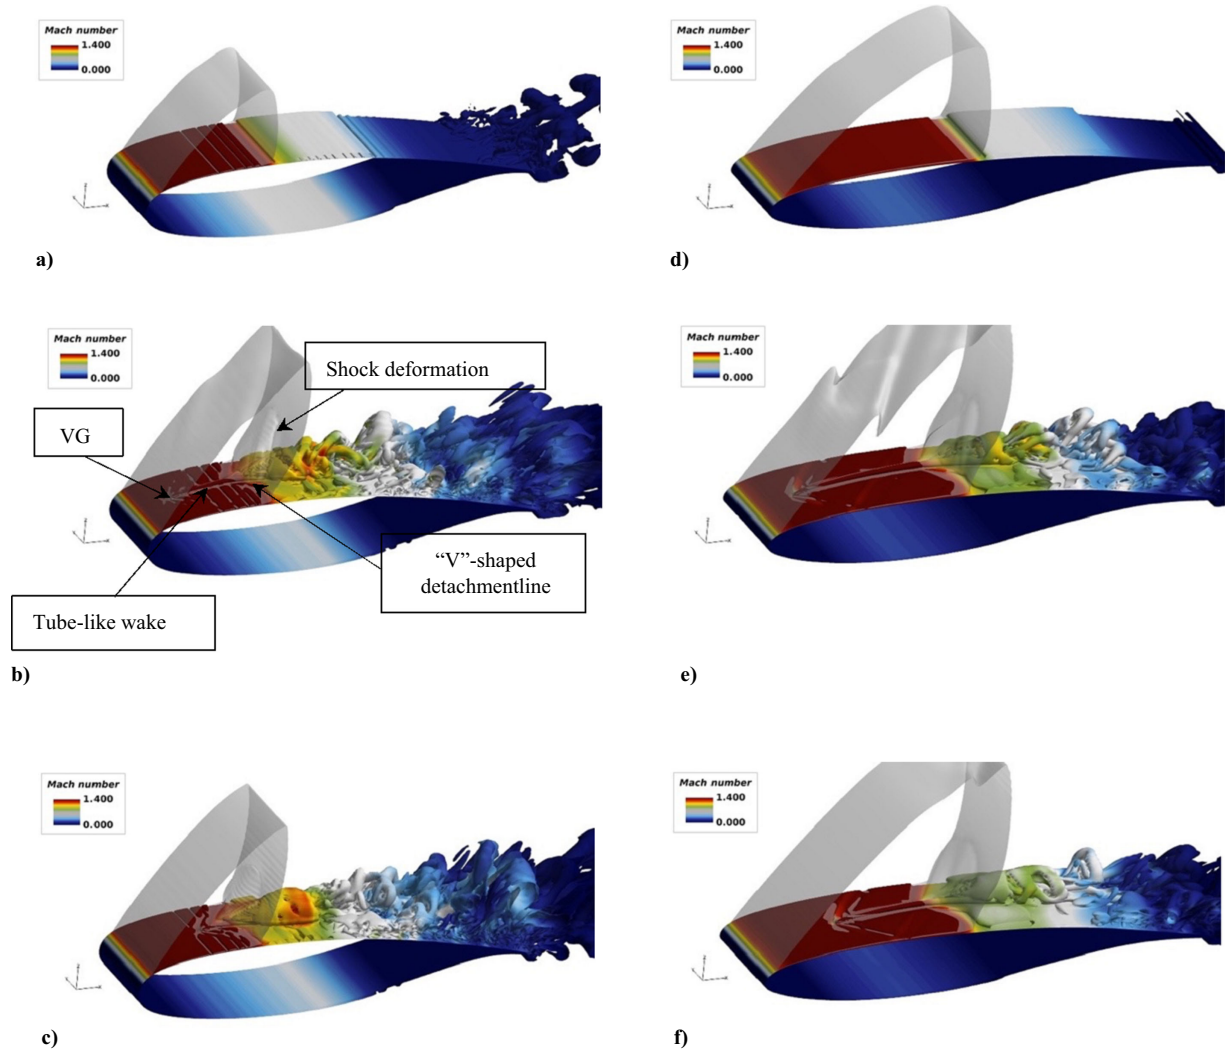 Mach number
1.400
0.000
a)
Mach number
1.400
0.000
d)
Mach number
1.400
0.000
Shock deformation
VG
"V"-shaped
detachmentline
Tube-like wake
b)
Mach number
1.400
0.000
e)
Mach number
1.400
0.000
c)
Mach number
1.400
0.000
f)